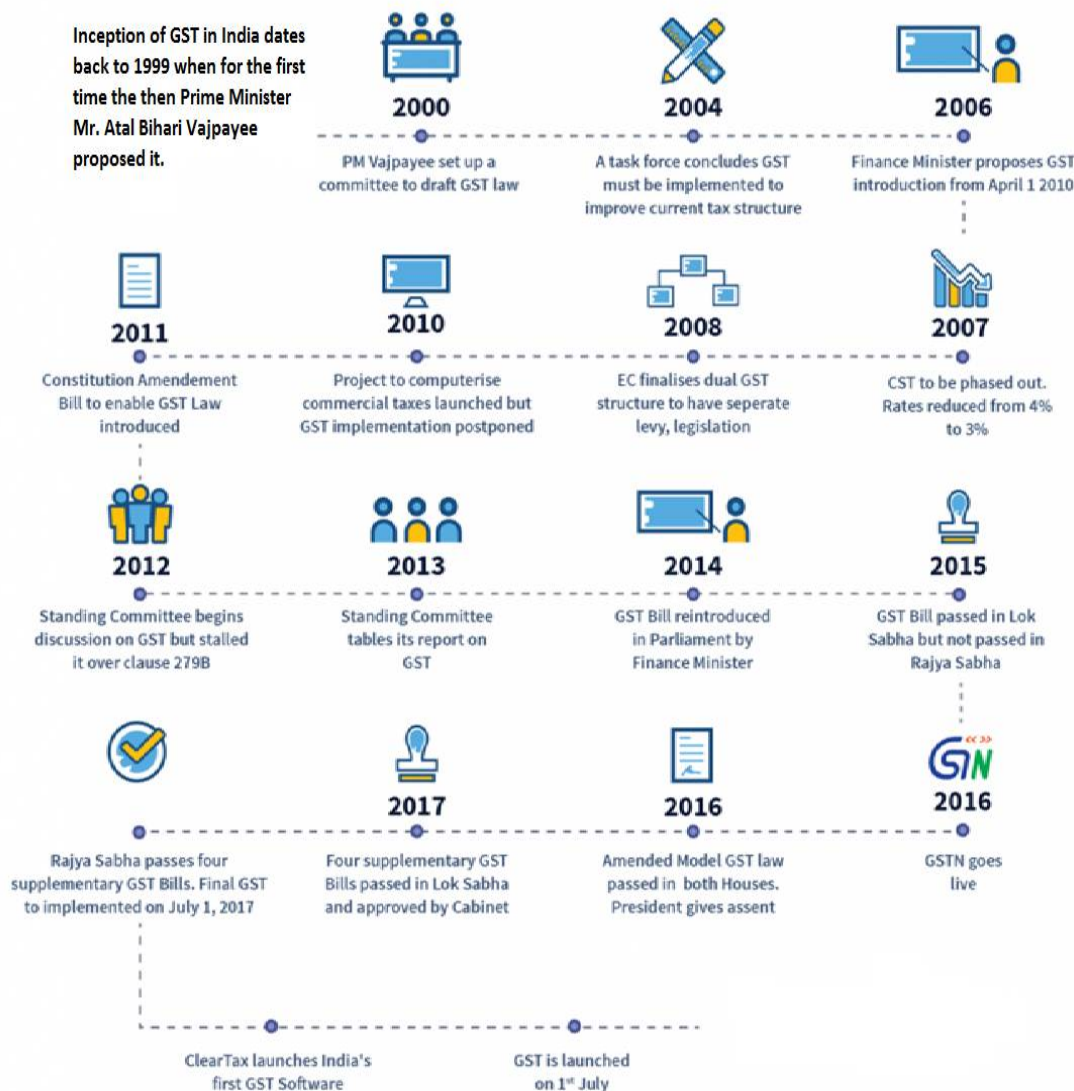 Inception of GST in India dates
back to 1999 when for the first
time the then Prime Minister
Mr. Atal Bihari Vajpayee
proposed it.
2000
PM Vajpayee set up a
committee to draft GST law
2004
A task force concludes GST
must be implemented to
improve current tax structure
2006
Finance Minister proposes GST
introduction from April 1 2010
2007
CST to be phased out.
Rates reduced from 4%
to 3%
2008
EC finalises dual GST
structure to have seperate
levy, legislation
2010
Project to computerise
commercial taxes launched but
GST implementation postponed
2011
Constitution Amendement
Bill to enable GST Law
introduced
2012
Standing Committee begins
discussion on GST but stalled
it over clause 279B
2013
Standing Committee
tables its report on
GST
2014
GST Bill reintroduced
in Parliament by
Finance Minister
2015
GST Bill passed in Lok
Sabha but not passed in
Rajya Sabha
GSTN
2016
GSTN goes
live
2016
Amended Model GST law
passed in both Houses.
President gives assent
2017
Four supplementary GST
Bills passed in Lok Sabha
and approved by Cabinet
Rajya Sabha passes four
supplementary GST Bills. Final GST
to implemented on July 1, 2017
ClearTax launches India's
first GST Software
GST is launched
on 1st July